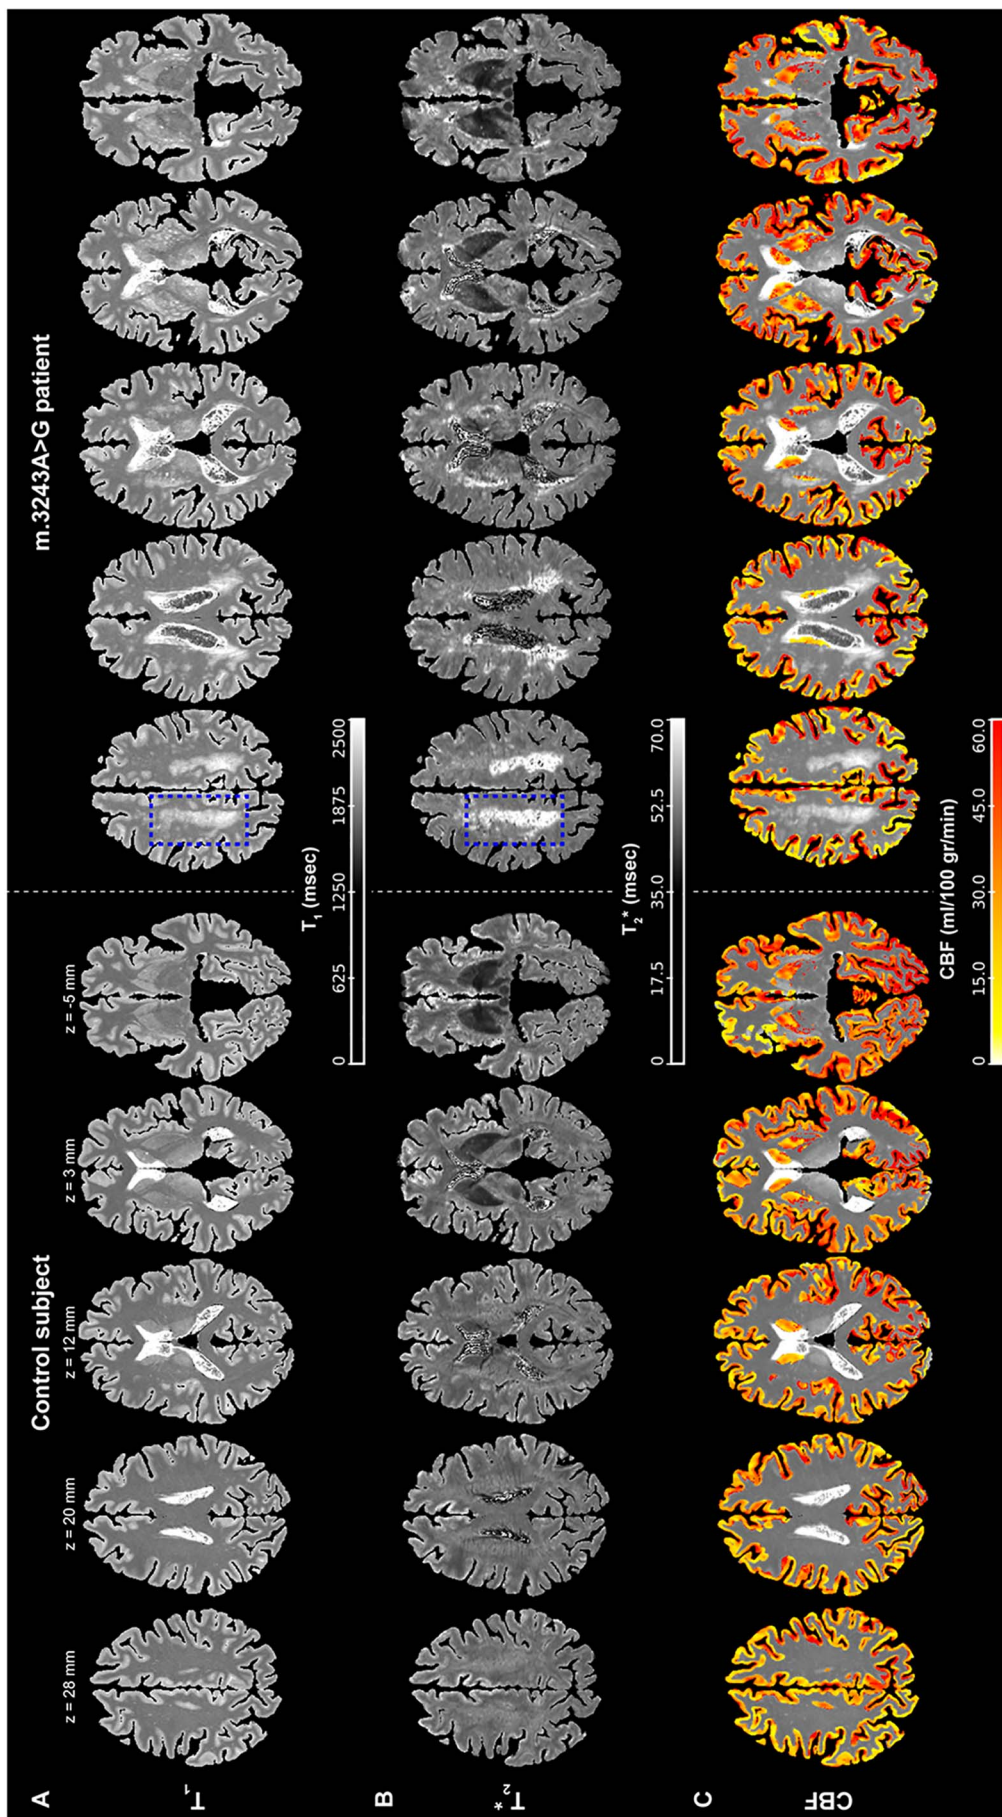 Control subject
m.3243A>G patient
z = 28 mm
z = 20 mm
z = 12 mm
z = 3 mm
z = -5 mm
A
T₁
0
625
1250
1875
2500
T₁ (msec)
B
T₂*
0
17.5
35.0
52.5
70.0
T₂* (msec)
C
CBF
CBF (ml/100 gr/min)
0
15.0
30.0
45.0
60.0